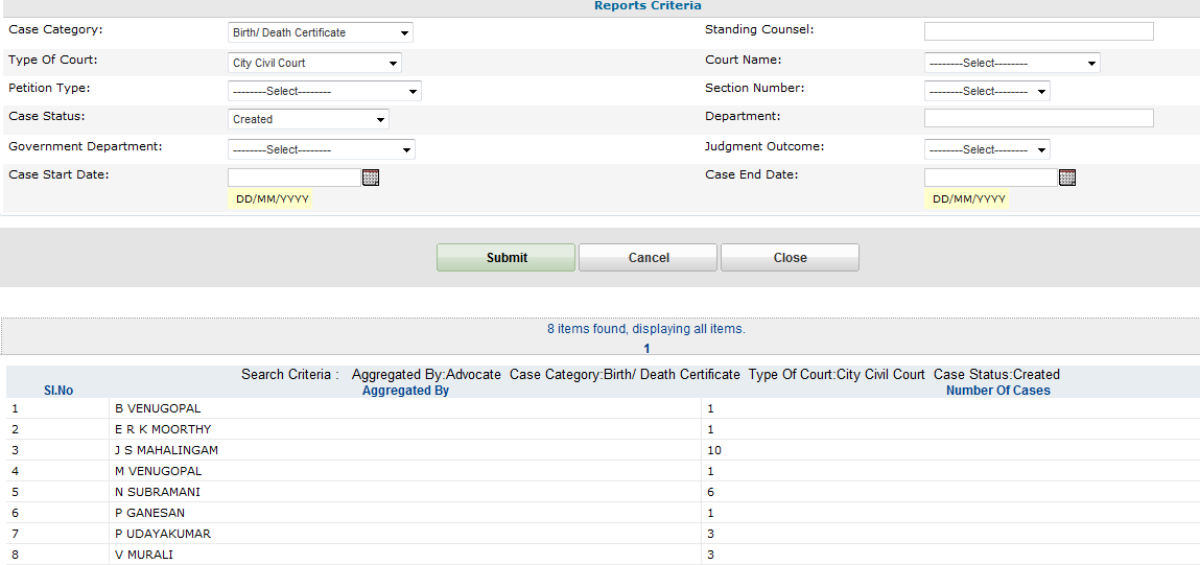 Reports Criteria
Case Category: Birth/ Death Certificate Standing Counsel:
Type Of Court: City Civil Court Court Name: --------Select--------
Petition Type: --------Select-------- Section Number: --------Select--------
Case Status: Created Department:
Government Department: --------Select-------- Judgment Outcome: --------Select--------
Case Start Date: Case End Date:
DD/MM/YYYY DD/MM/YYYY
Submit Cancel Close
8 items found, displaying all items.
1
Search Criteria : Aggregated By:Advocate Case Category:Birth/ Death Certificate Type Of Court:City Civil Court Case Status:Created
Sl.No Aggregated By Number Of Cases
1 B VENUGOPAL 1
2 E R K MOORTHY 1
3 J S MAHALINGAM 10
4 M VENUGOPAL 1
5 N SUBRAMANI 6
6 P GANESAN 1
7 P UDAYAKUMAR 3
8 V MURALI 3